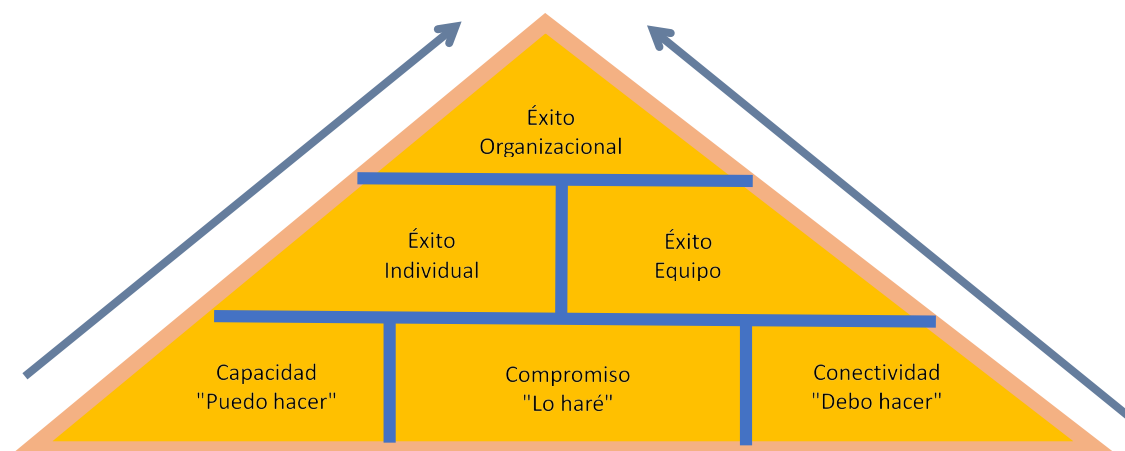 Éxito
Organizacional
Éxito
Individual
Éxito
Equipo
Capacidad
"Puedo hacer"
Compromiso
"Lo haré"
Conectividad
"Debo hacer"